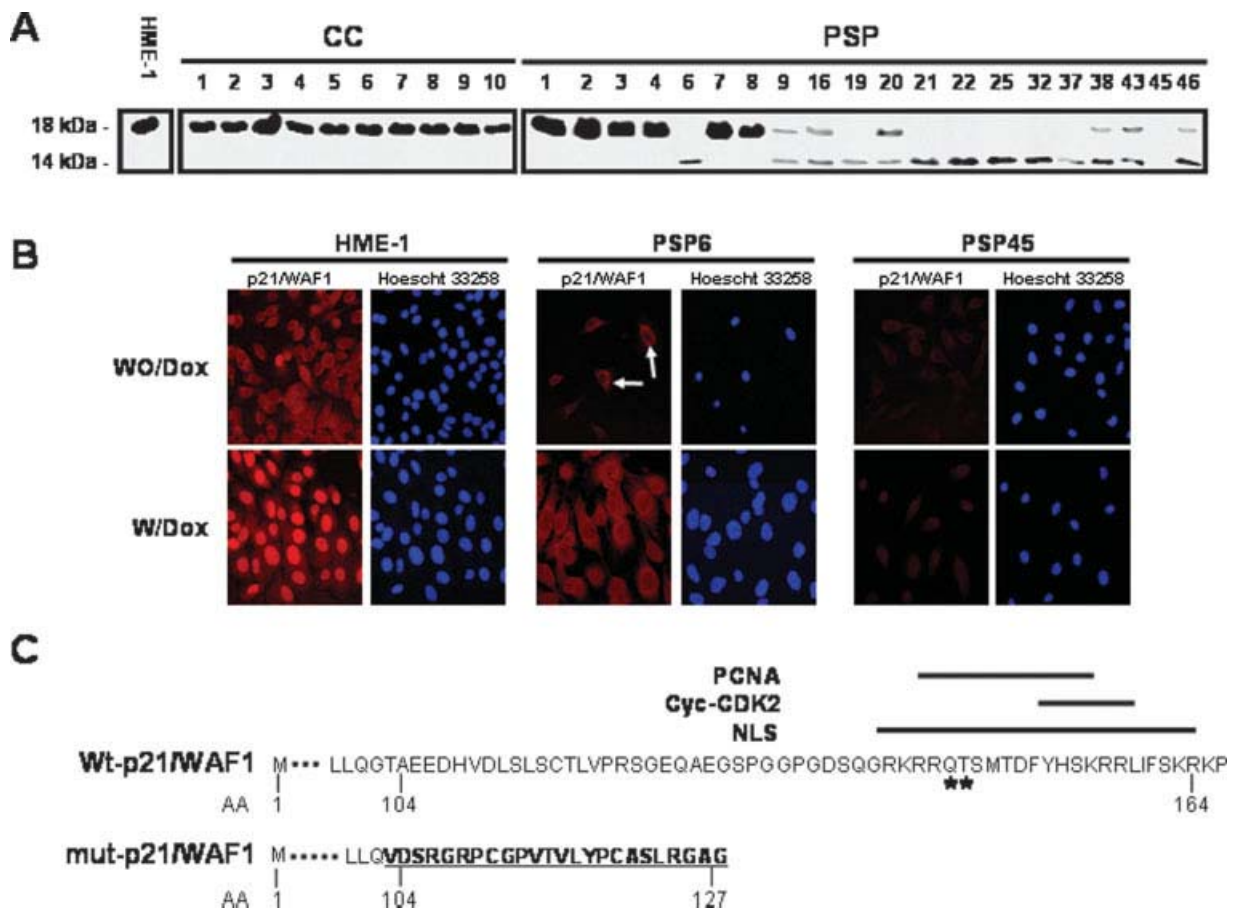 A
HME-1
CC
PSP
1 2 3 4 5 6 7 8 9 10
1 2 3 4 6 7 8 9 16 19 20 21 22 25 32 37 38 43 45 46
18 kDa -
14 kDa -
B
HME-1 PSP6 PSP45
p21/WAF1 Hoescht 33258 p21/WAF1 Hoescht 33258 p21/WAF1 Hoescht 33258
WO/Dox
W/Dox
C
PCNA
Cyc-CDK2
NLS
Wt-p21/WAF1 M•••• LLQGTAEEDHVDLSLSCTLVPRSGEQAEGSPGGPGDSQGRKRRQTSMTDFYHSKRRLIFSKRKP
**
AA 1 104 164
mut-p21/WAF1 M••••• LLQVDSRGRPCGPVTVLYPCASLRGAG
AA 1 104 127